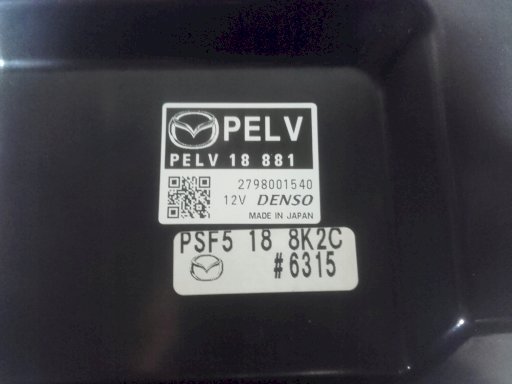 PELV
PELV 18 881
2798001540
12V DENSO
MADE IN JAPAN
PSF5 18 8K2C
#6315